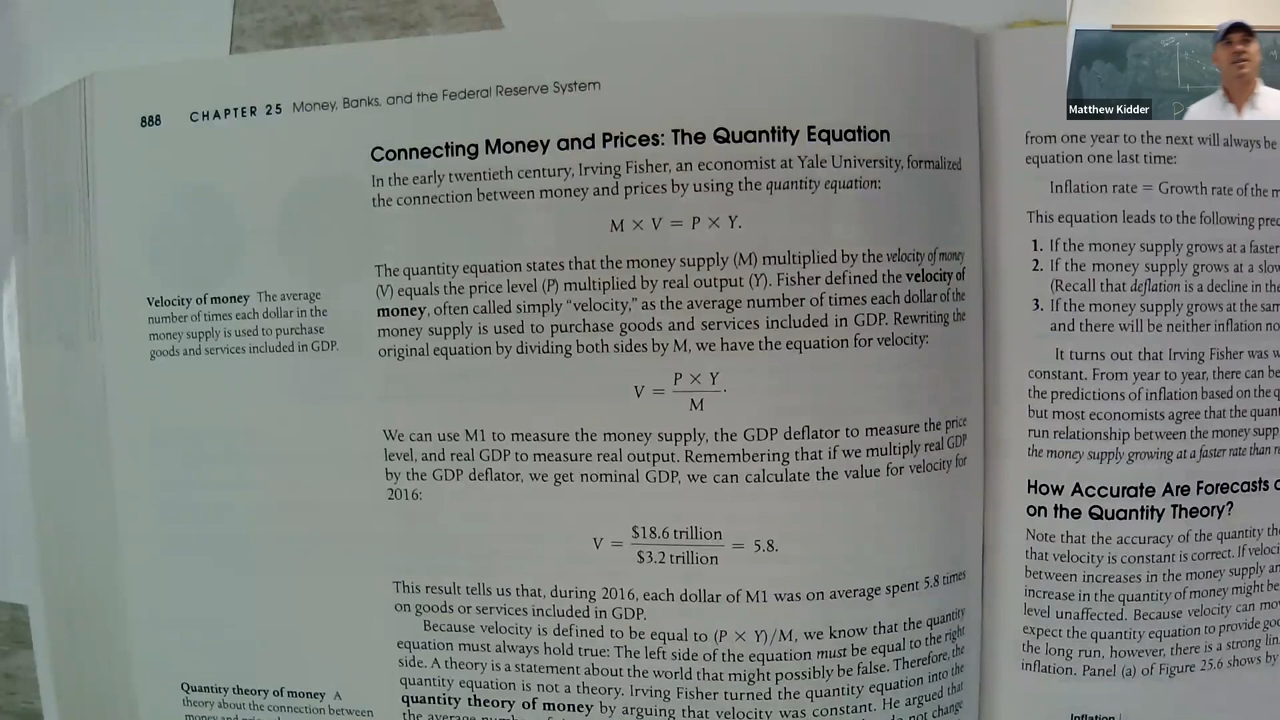 888 CHAPTER 25 Money, Banks, and the Federal Reserve System
Connecting Money and Prices: The Quantity Equation
In the early twentieth century, Irving Fisher, an economist at Yale University, formalized
the connection between money and prices by using the quantity equation:
M × V = P × Y.
The quantity equation states that the money supply (M) multiplied by the velocity of money
(V) equals the price level (P) multiplied by real output (Y). Fisher defined the velocity of
money, often called simply "velocity," as the average number of times each dollar of the
money supply is used to purchase goods and services included in GDP. Rewriting the
original equation by dividing both sides by M, we have the equation for velocity:
V = P × Y
M.
We can use M1 to measure the money supply, the GDP deflator to measure the price
level, and real GDP to measure real output. Remembering that if we multiply real GDP
by the GDP deflator, we get nominal GDP, we can calculate the value for velocity for
2016:
V = $18.6 trillion
$3.2 trillion = 5.8.
This result tells us that, during 2016, each dollar of M1 was on average spent 5.8 times
on goods or services included in GDP.
Because velocity is defined to be equal to (P × Y)/M, we know that the quantity
equation must always hold true: The left side of the equation must be equal to the right
side. A theory is a statement about the world that might possibly be false. Therefore, the
quantity equation is not a theory. Irving Fisher turned the quantity equation into the
quantity theory of money by arguing that velocity was constant. He argued that
the average
not change
Velocity of money The average
number of times each dollar in the
money supply is used to purchase
goods and services included in GDP.
Quantity theory of money A
theory about the connection between
money and
Matthew Kidder
from one year to the next will always be
equation one last time:
Inflation rate = Growth rate of the
This equation leads to the following
1. If the money supply grows at a faster
2. If the money supply grows at a
(Recall that deflation is a decline in the
3. If the money supply grows at the
and there will be neither inflation
It turns out that Irving Fisher was
constant. From year to year, there can be
the predictions of inflation based on the
but most economists agree that the
run relationship between the money
the money supply growing at a faster rate than
How Accurate Are Forecasts
on the Quantity Theory?
Note that the accuracy of the quantity
that velocity is constant is correct. If
between increases in the money supply
increase in the quantity of money might be
level unaffected. Because velocity can
expect the quantity equation to provide
the long run, however, there is a strong
inflation. Panel (a) of Figure 25.6 shows
Inflation